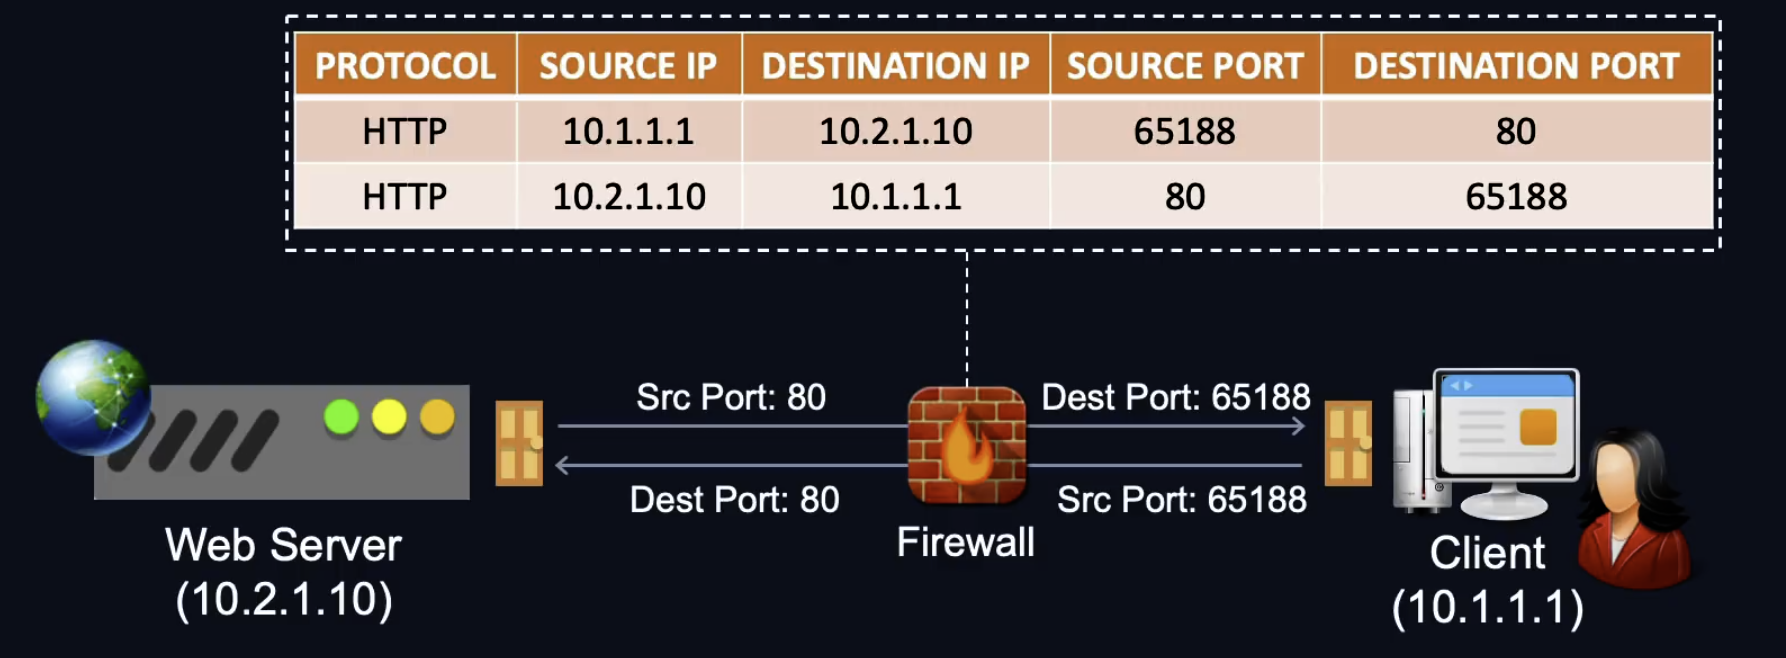 PROTOCOL SOURCE IP DESTINATION IP SOURCE PORT DESTINATION PORT
HTTP 10.1.1.1 10.2.1.10 65188 80
HTTP 10.2.1.10 10.1.1.1 80 65188
Src Port: 80 Dest Port: 65188
Dest Port: 80 Src Port: 65188
Web Server
(10.2.1.10)
Firewall
Client
(10.1.1.1)